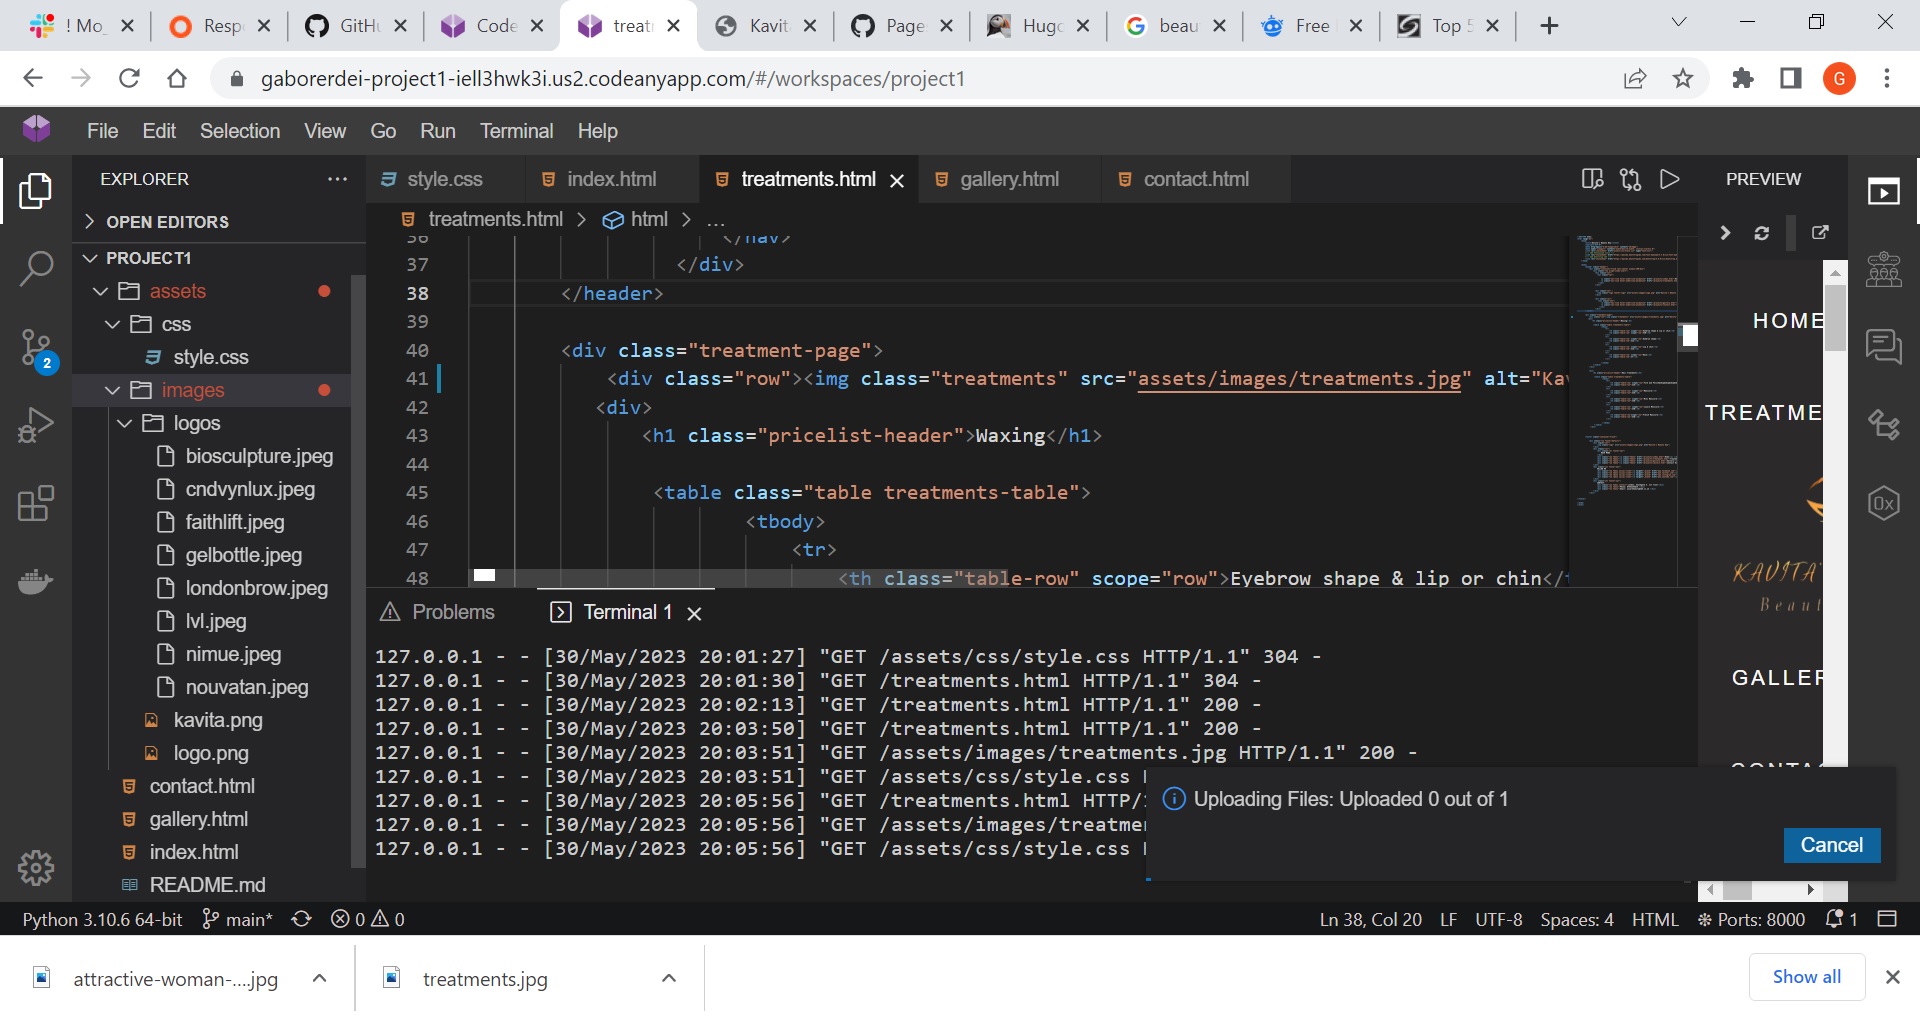 ! Mo
Resp
GitHu
Code
treat
Kavit
Page
Hugo
beau
Free
Top 5
gaborerdei-project1-iell3hwk3i.us2.codeanyapp.com/#/workspaces/project1
G
File Edit Selection View Go Run Terminal Help
EXPLORER
style.css
index.html
treatments.html
gallery.html
contact.html
PREVIEW
OPEN EDITORS
treatments.html > html > ...
PROJECT1
assets
css
style.css
images
logos
biosculpture.jpeg
cndvynlux.jpeg
faithlift.jpeg
gelbottle.jpeg
londonbrow.jpeg
lvl.jpeg
nimue.jpeg
nouvatan.jpeg
kavita.png
logo.png
contact.html
gallery.html
index.html
README.md
2
36 </nav>
37 </div>
38 </header>
39
40 <div class="treatment-page">
41 <div class="row"><img class="treatments" src="assets/images/treatments.jpg" alt="Kav
42 <div>
43 <h1 class="pricelist-header">Waxing</h1>
44
45 <table class="table treatments-table">
46 <tbody>
47 <tr>
48 <th class="table-row" scope="row">Eyebrow shape & lip or chin</t
HOME
TREATME
KAVITA'
Beaut
GALLER
CONTA
0x
Problems
Terminal 1
127.0.0.1 - - [30/May/2023 20:01:27] "GET /assets/css/style.css HTTP/1.1" 304 -
127.0.0.1 - - [30/May/2023 20:01:30] "GET /treatments.html HTTP/1.1" 304 -
127.0.0.1 - - [30/May/2023 20:02:13] "GET /treatments.html HTTP/1.1" 200 -
127.0.0.1 - - [30/May/2023 20:03:50] "GET /treatments.html HTTP/1.1" 200 -
127.0.0.1 - - [30/May/2023 20:03:51] "GET /assets/images/treatments.jpg HTTP/1.1" 200 -
127.0.0.1 - - [30/May/2023 20:03:51] "GET /assets/css/style.css
127.0.0.1 - - [30/May/2023 20:05:56] "GET /treatments.html HTTP/
127.0.0.1 - - [30/May/2023 20:05:56] "GET /assets/images/treatme
127.0.0.1 - - [30/May/2023 20:05:56] "GET /assets/css/style.css
Uploading Files: Uploaded 0 out of 1
Cancel
Python 3.10.6 64-bit main* 0 0
Ln 38, Col 20 LF UTF-8 Spaces: 4 HTML Ports: 8000 1
attractive-woman-....jpg
treatments.jpg
Show all